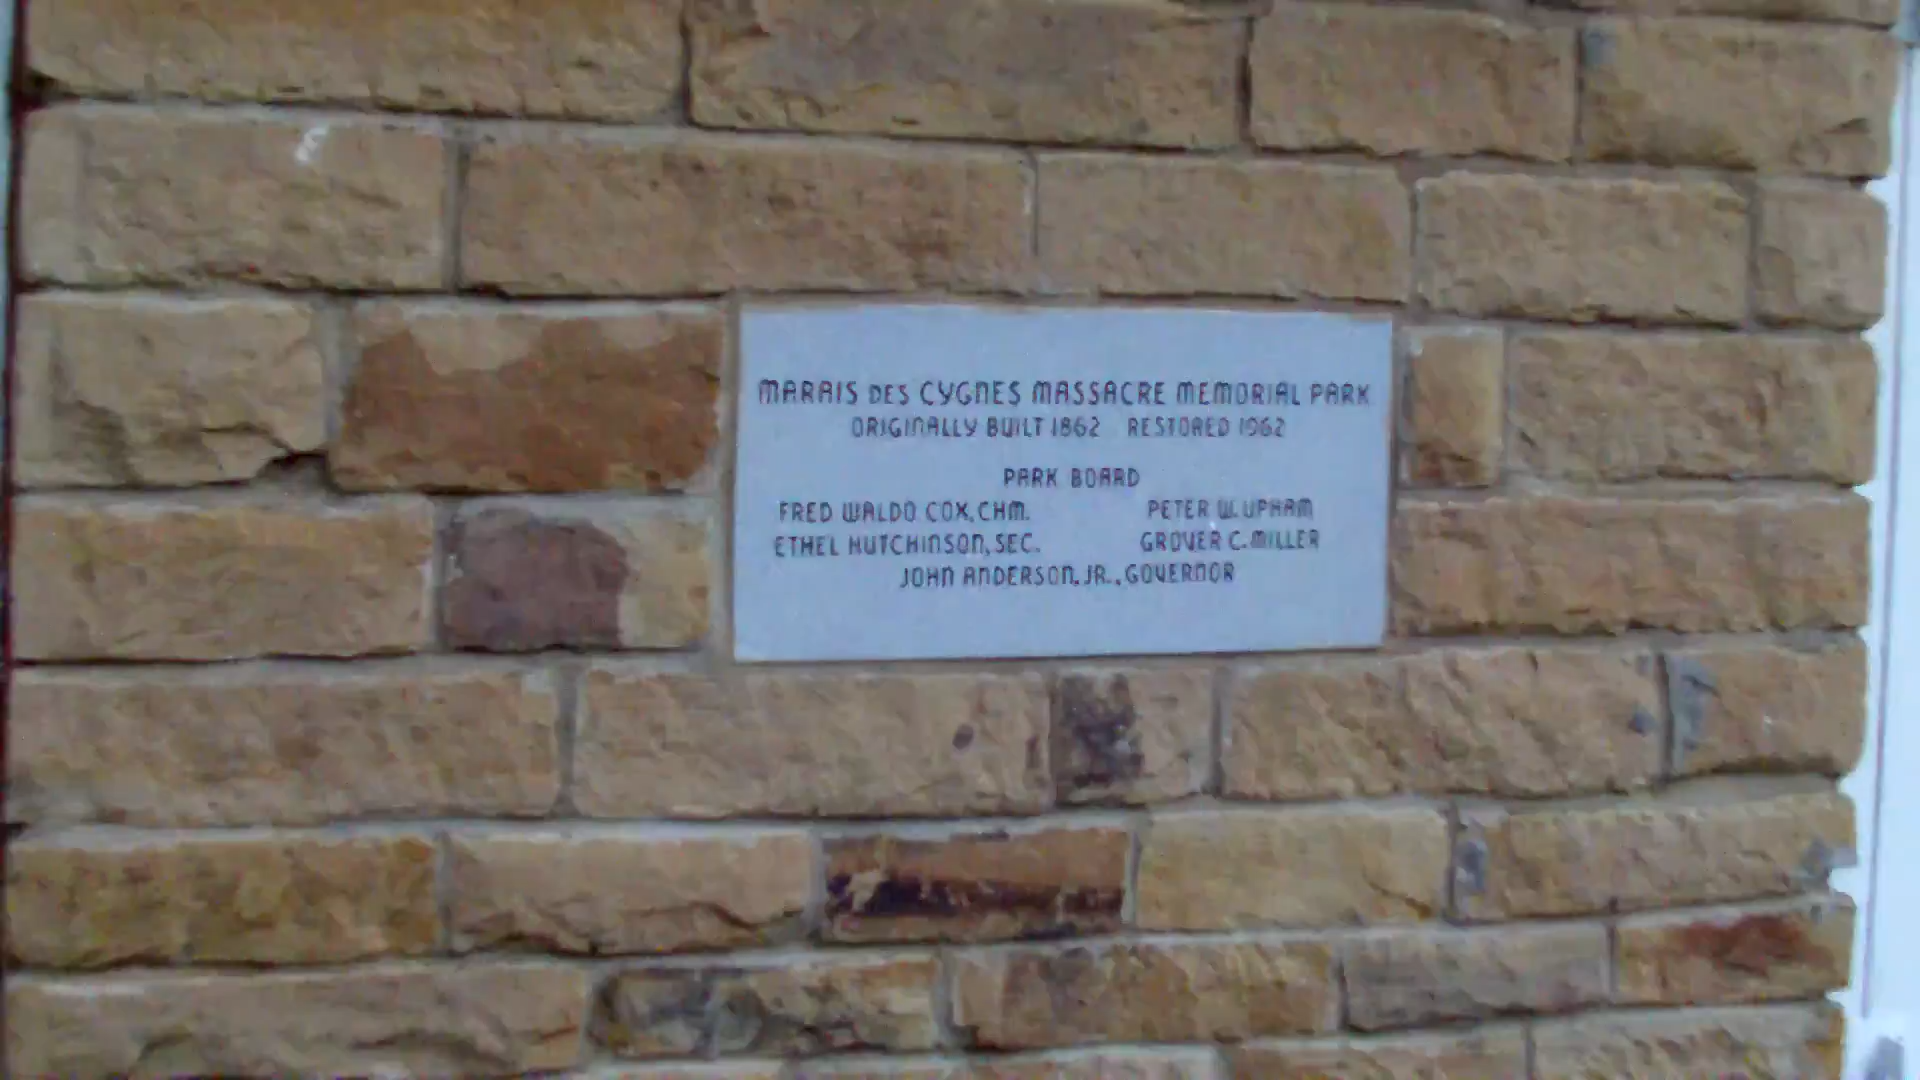 MARAIS DES CYGNES MASSACRE MEMORIAL PARK
ORIGINALLY BUILT 1862 RESTORED 1962
PARK BOARD
FRED WALDO COX, CHM. PETER W. UPHAM
ETHEL HUTCHINSON, SEC. GROVER C. MILLER
JOHN ANDERSON, JR., GOVERNOR